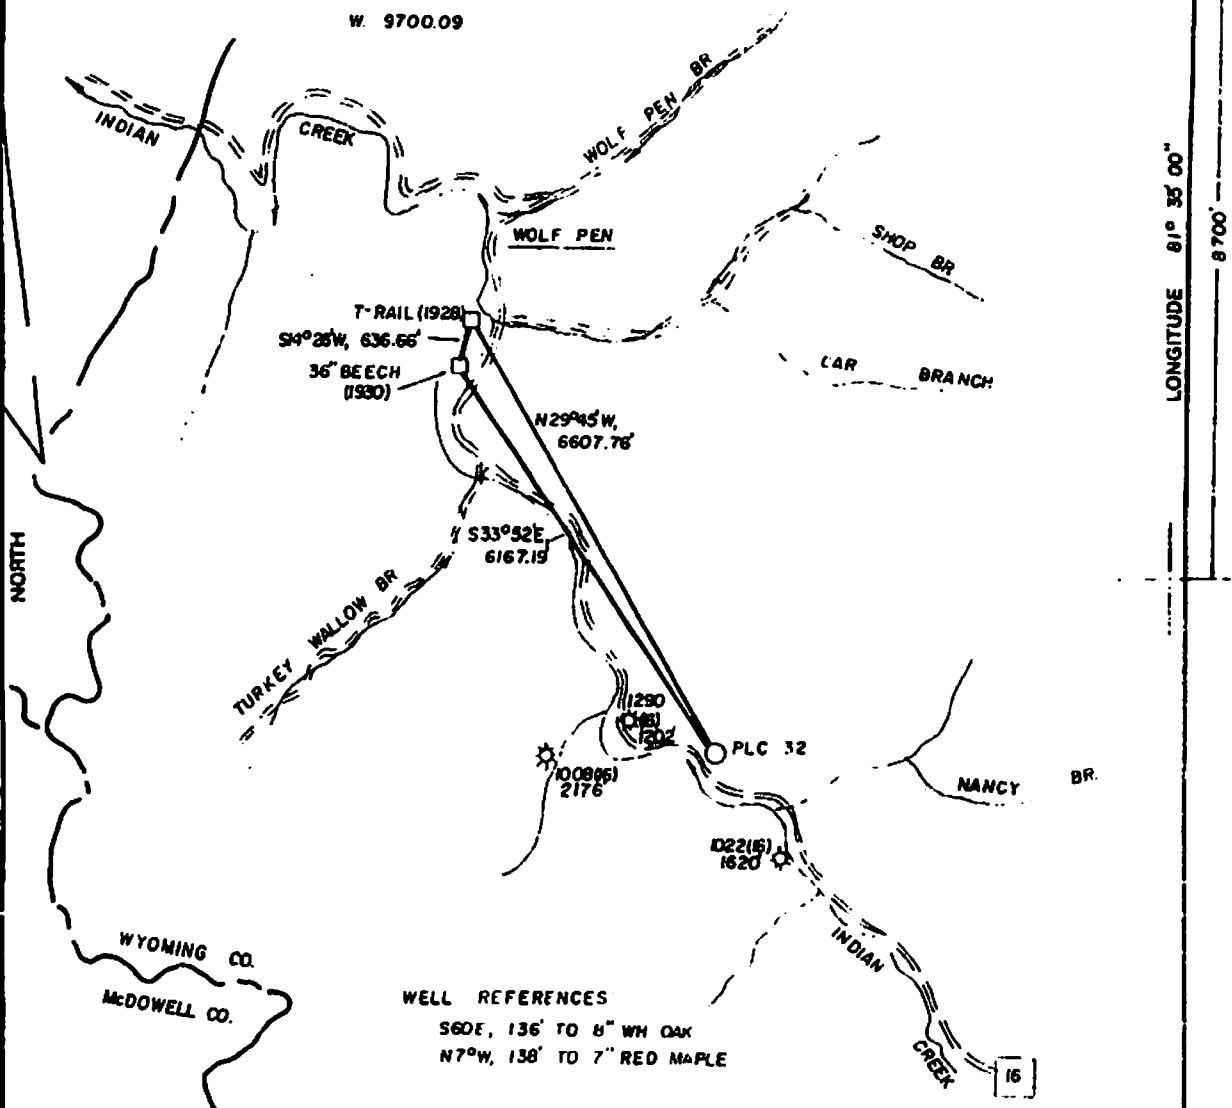 W. 9700.09
WOLF PEN BR
INDIAN
CREEK
WOLF PEN
SHOP BR
LONGITUDE 81° 35' 00"
8700'
T-RAIL (1928)
S14°26'W, 636.66'
36" BEECH
(1930)
BRANCH
N29°45'W,
6607.76'
S33°52'E,
6167.19'
NORTH
TURKEY WALLOW BR
1290
(16)
1202'
PLC 32
1008(16)
2176'
NANCY BR.
1022(16)
1620'
INDIAN
CREEK
16
WYOMING CO.
McDOWELL CO.
WELL REFERENCES
S60E, 136' TO 8" WH OAK
N7°W, 138' TO 7" RED MAPLE